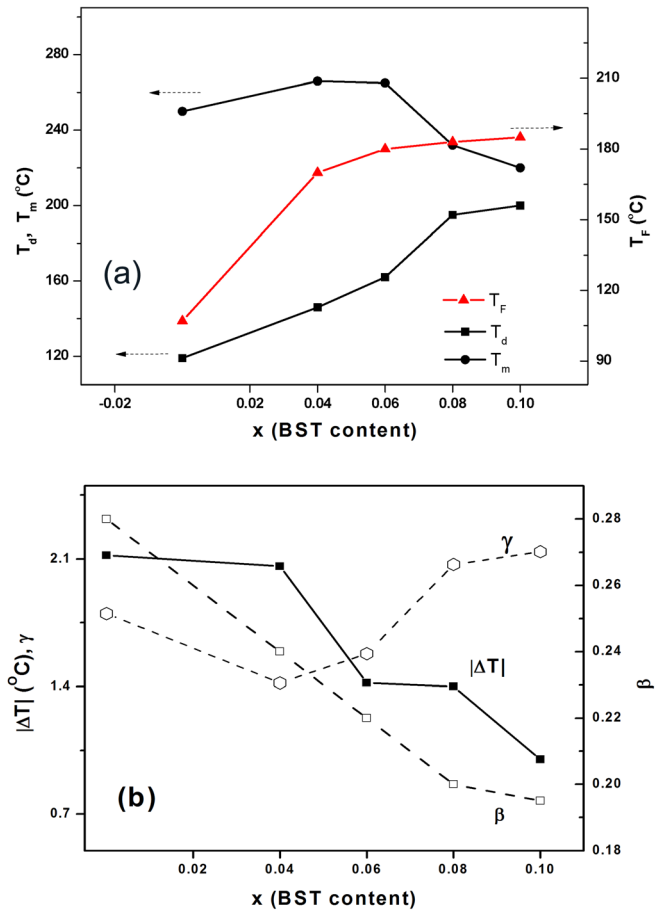 280
240
200
160
120
T_d, T_m (°C)
210
180
150
120
90
T_F (°C)
(a)
T_F
T_d
T_m
-0.02 0.00 0.02 0.04 0.06 0.08 0.10
x (BST content)
2.1
1.4
0.7
|ΔT| (°C), γ
0.28
0.26
0.24
0.22
0.20
0.18
β
γ
|ΔT|
β
(b)
0.02 0.04 0.06 0.08 0.10
x (BST content)